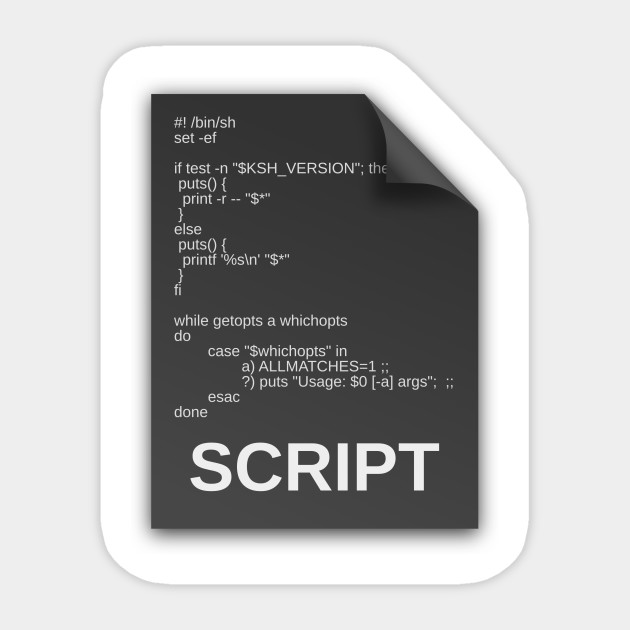 #! /bin/sh
set -ef

if test -n "$KSH_VERSION"; the
 puts() {
  print -r -- "$*"
 }
else
 puts() {
  printf '%s\n' "$*"
 }
fi

while getopts a whichopts
do
        case "$whichopts" in
                a) ALLMATCHES=1 ;;
                ?) puts "Usage: $0 [-a] args";  ;;
        esac
done
SCRIPT